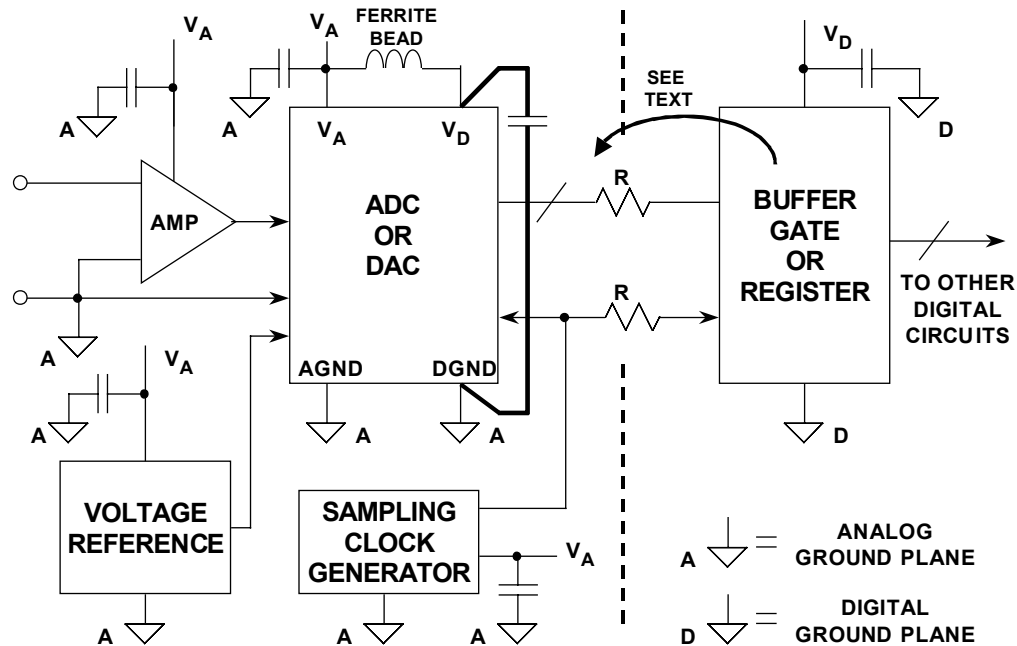 V_A
V_A
FERRITE
BEAD
V_D
A
A
D
V_A
V_D
SEE
TEXT
R
AMP
ADC
OR
DAC
BUFFER
GATE
OR
REGISTER
TO OTHER
DIGITAL
CIRCUITS
R
A
AGND
DGND
V_A
A
A
A
D
VOLTAGE
REFERENCE
SAMPLING
CLOCK
GENERATOR
V_A
A
A
A
A = ANALOG
GROUND PLANE
D = DIGITAL
GROUND PLANE